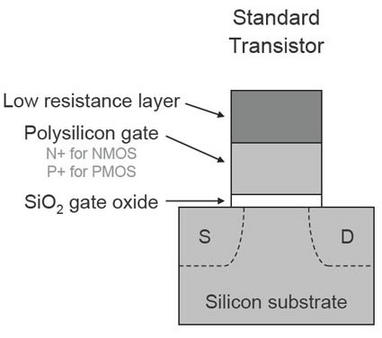 Standard
Transistor
Low resistance layer
Polysilicon gate
N+ for NMOS
P+ for PMOS
SiO₂ gate oxide
S
D
Silicon substrate